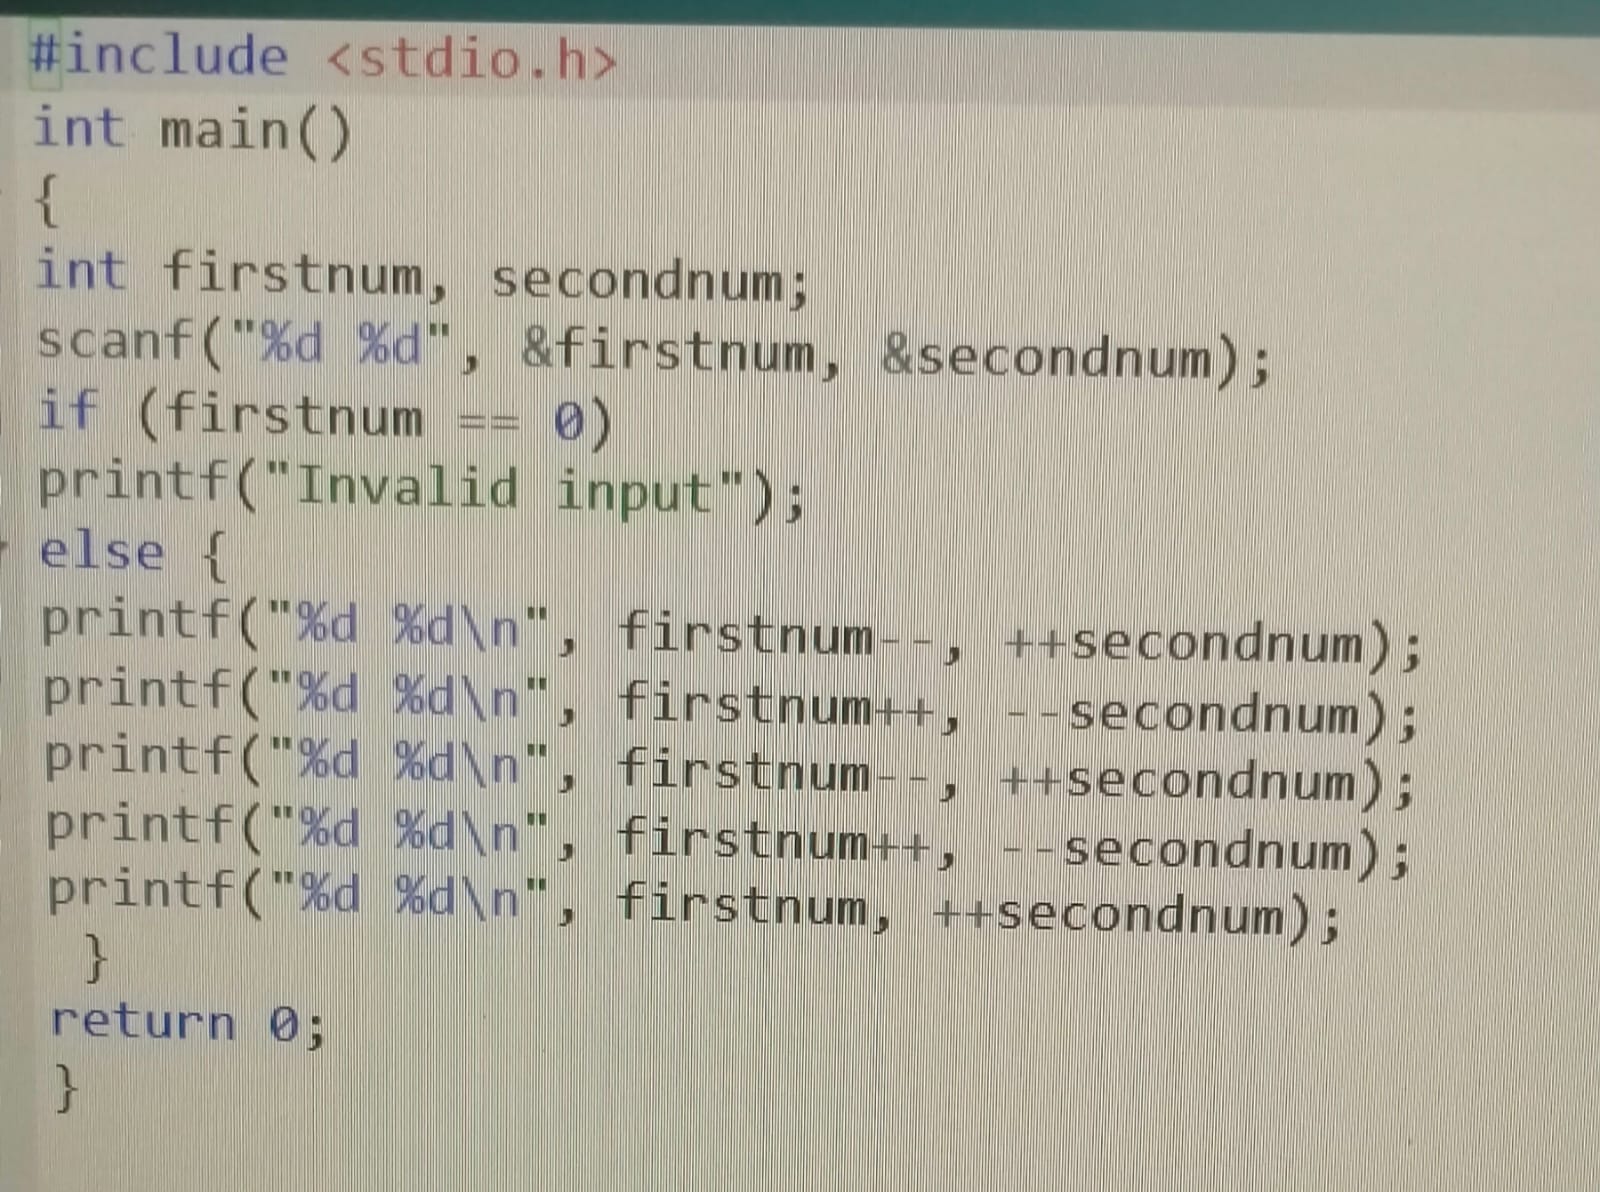 #include <stdio.h>
int main()
{
int firstnum, secondnum;
scanf("%d %d", &firstnum, &secondnum);
if (firstnum == 0)
printf("Invalid input");
else {
printf("%d %d\n", firstnum--, ++secondnum);
printf("%d %d\n", firstnum++, --secondnum);
printf("%d %d\n", firstnum--, ++secondnum);
printf("%d %d\n", firstnum++, --secondnum);
printf("%d %d\n", firstnum, ++secondnum);
}
return 0;
}